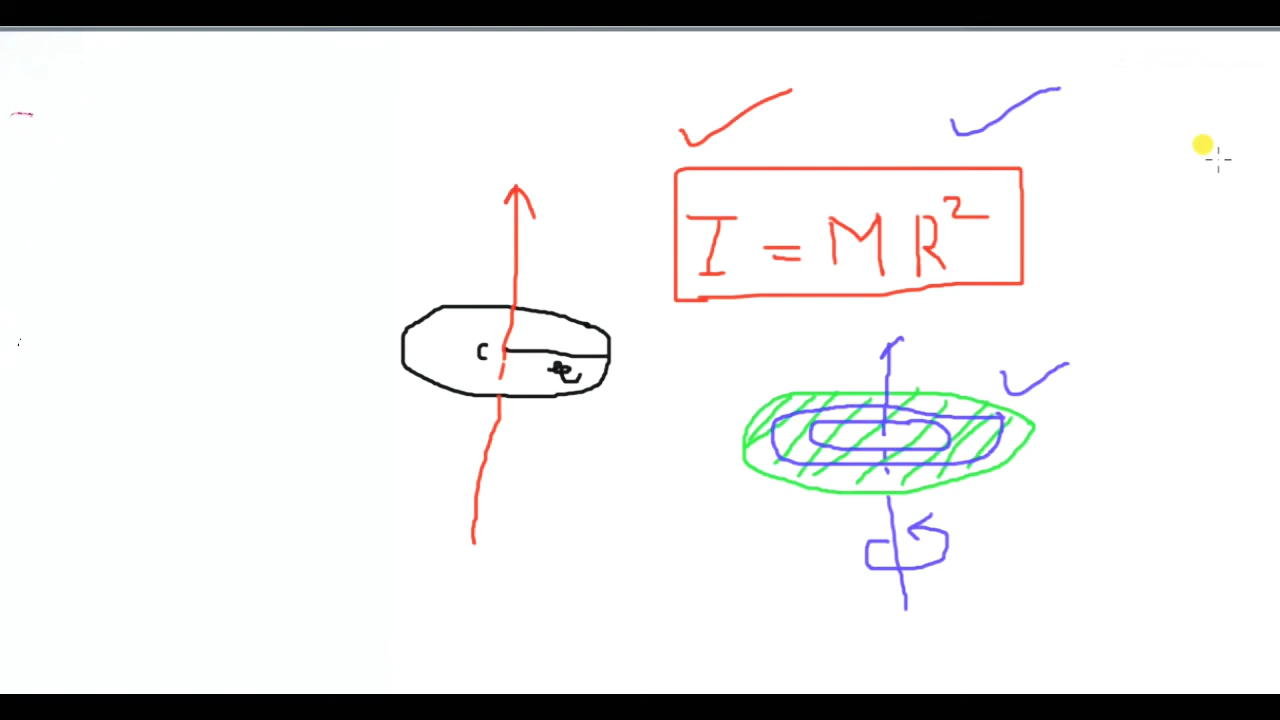 I = MR²
C